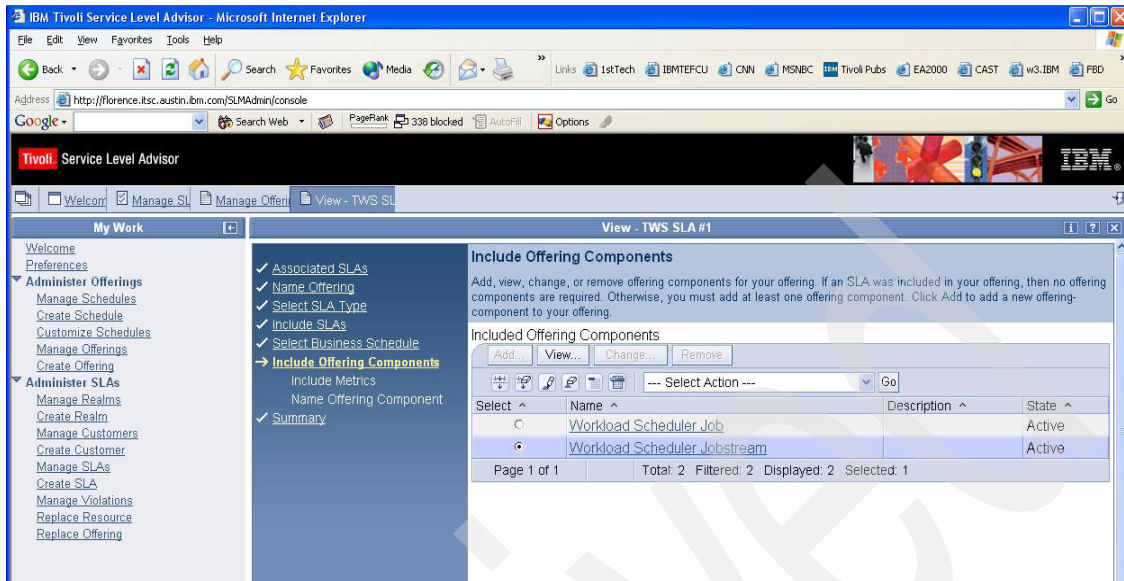 IBM Tivoli Service Level Advisor - Microsoft Internet Explorer
File Edit View Favorites Tools Help
Back Search Favorites Media » Links 1stTech IBMTEFCU CNN MSNBC Tivoli Pubs EA2000 CAST w3.IBM FBD »
Address http://florence.itsc.austin.ibm.com/SLMAdmin/console Go
Google Search Web PageRank 338 blocked AutoFill Options
Tivoli. Service Level Advisor IBM®
Welcom Manage SL Manage Offeri View - TWS SL
My Work
Welcome
Preferences
Administer Offerings
Manage Schedules
Create Schedule
Customize Schedules
Manage Offerings
Create Offering
Administer SLAs
Manage Realms
Create Realm
Manage Customers
Create Customer
Manage SLAs
Create SLA
Manage Violations
Replace Resource
Replace Offering
View - TWS SLA #1
Associated SLAs
Name Offering
Select SLA Type
Include SLAs
Select Business Schedule
Include Offering Components
Include Metrics
Name Offering Component
Summary
Include Offering Components
Add, view, change, or remove offering components for your offering. If an SLA was included in your offering, then no offering
components are required. Otherwise, you must add at least one offering component. Click Add to add a new offering-
component to your offering.
Included Offering Components
Add... View... Change... Remove
--- Select Action --- Go
Select ^ Name ^ Description ^ State ^
Workload Scheduler Job Active
Workload Scheduler Jobstream Active
Page 1 of 1 Total: 2 Filtered: 2 Displayed: 2 Selected: 1